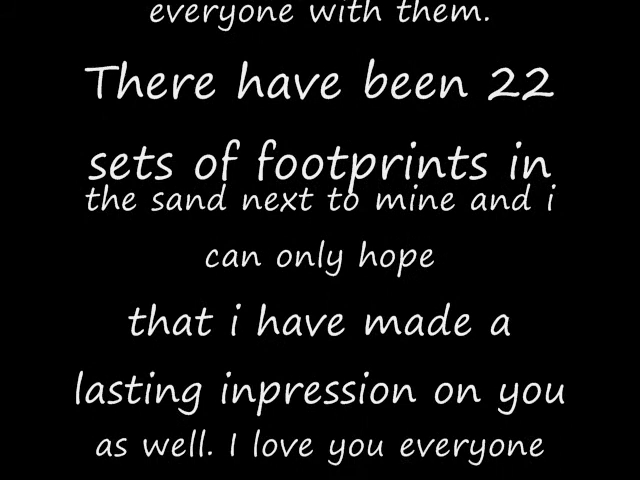 everyone with them.
There have been 22
sets of footprints in
the sand next to mine and i
can only hope
that i have made a
lasting inpression on you
as well. I love you everyone